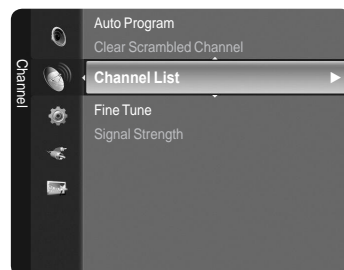 Channel
Auto Program
Clear Scrambled Channel
Channel List
Fine Tune
Signal Strength